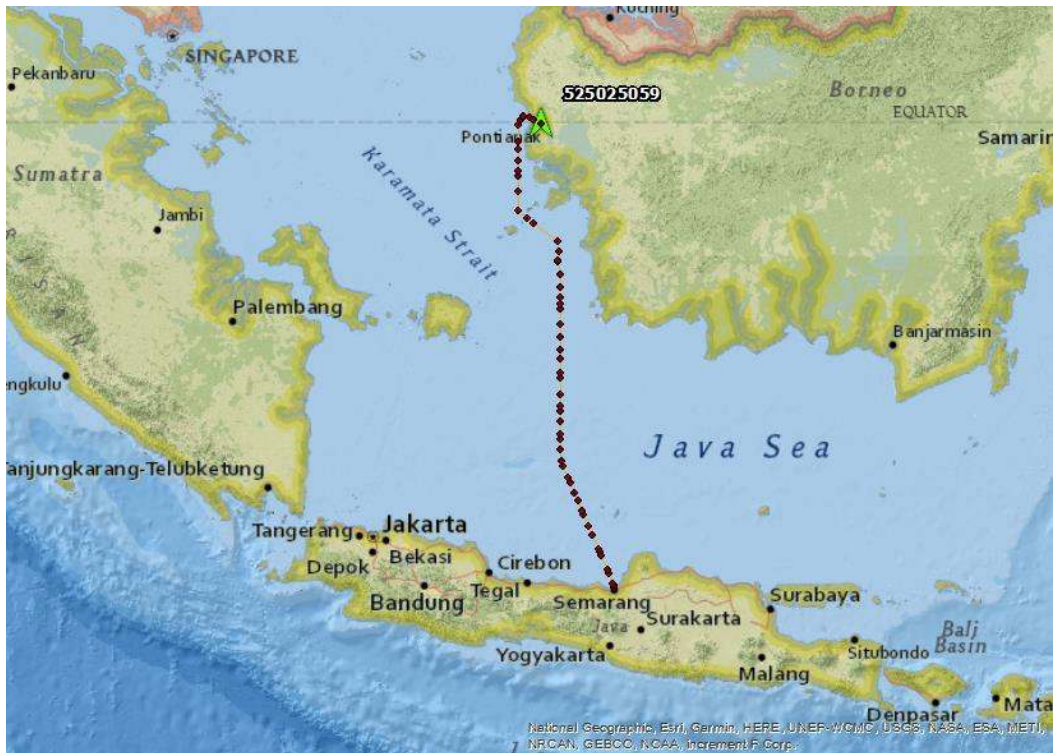 Kuching
SINGAPORE
Pekanbaru
525025059
Borneo
EQUATOR
Pontianak
Samarin
Karamata Strait
Sumatra
Jambi
Palembang
Banjarmasin
engkulu
Java Sea
Tanjungkarang-Telubketung
Tangerang
Jakarta
Depok
Bekasi
Cirebon
Tegal
Bandung
Semarang
Surabaya
Java
Surakarta
Yogyakarta
Malang
Situbondo
Bali
Basin
Denpasar
Mata
National Geographic, Esri, Garmin, HERE, UNEP-WCMC, USGS, NASA, ESA, METI,
NRCAN, GEBCO, NOAA, Increment P Corp.